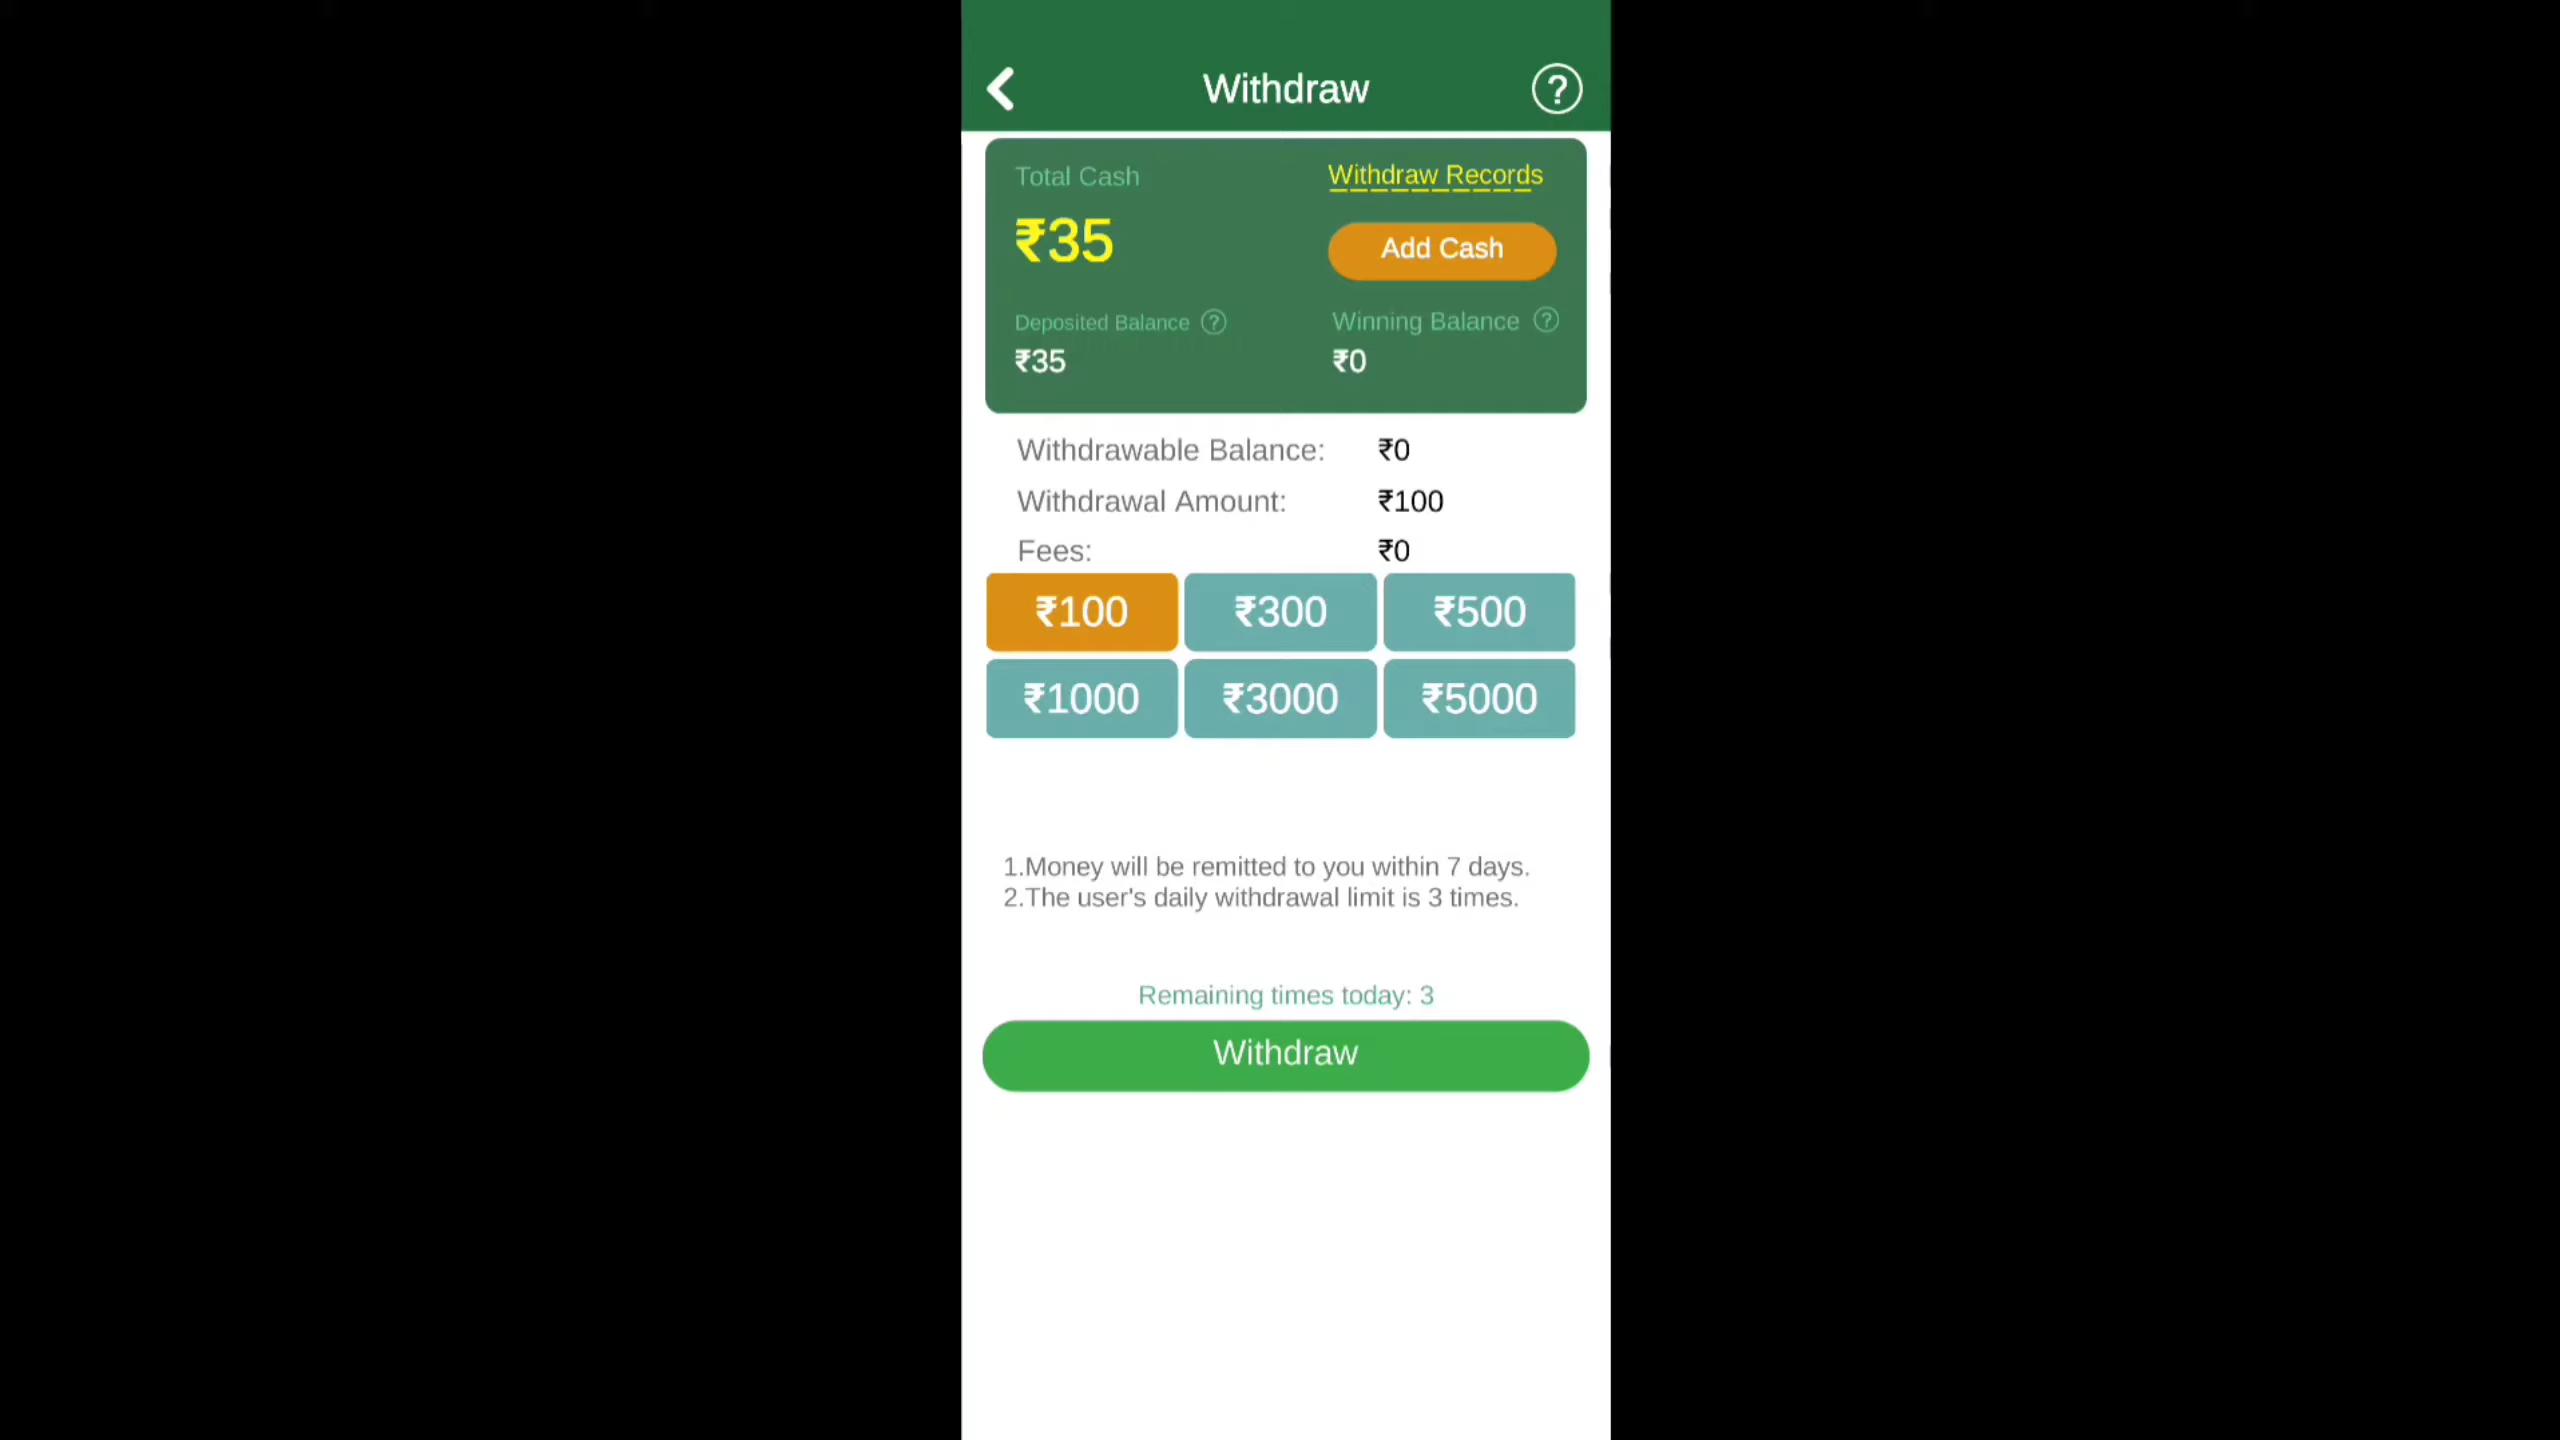 Withdraw
?
Total Cash
Withdraw Records
₹35
Add Cash
Deposited Balance ?
Winning Balance ?
₹35
₹0
Withdrawable Balance: ₹0
Withdrawal Amount: ₹100
Fees: ₹0
₹100 ₹300 ₹500
₹1000 ₹3000 ₹5000
1.Money will be remitted to you within 7 days.
2.The user's daily withdrawal limit is 3 times.
Remaining times today: 3
Withdraw